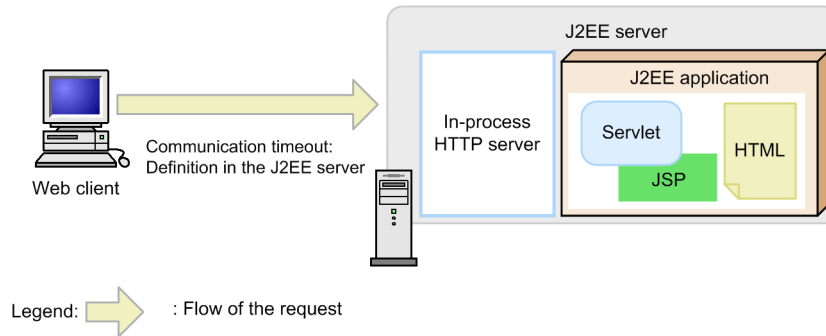 J2EE server
J2EE application
In-process
HTTP server
Servlet
JSP
HTML
Communication timeout:
Definition in the J2EE server
Web client
Legend:
: Flow of the request